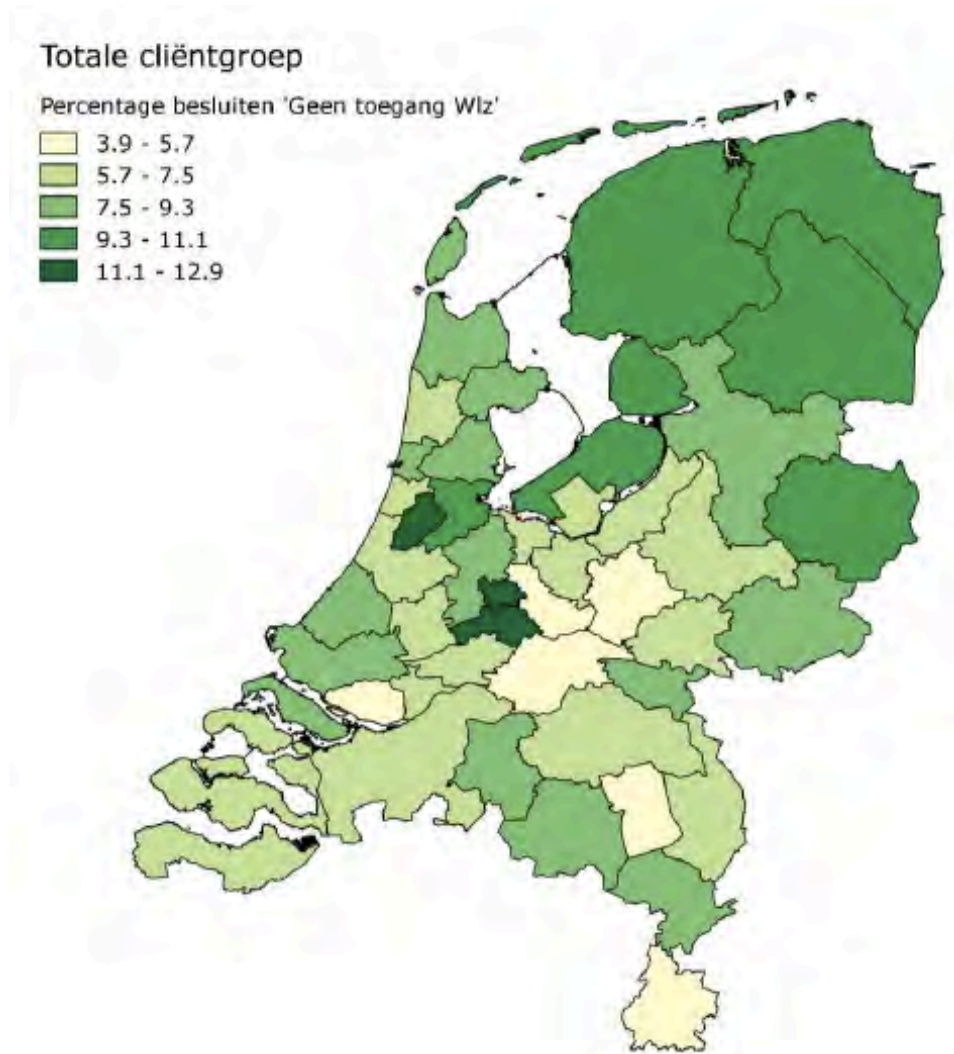 Totale cliëntgroep
Percentage besluiten 'Geen toegang Wlz'
3.9 - 5.7
5.7 - 7.5
7.5 - 9.3
9.3 - 11.1
11.1 - 12.9